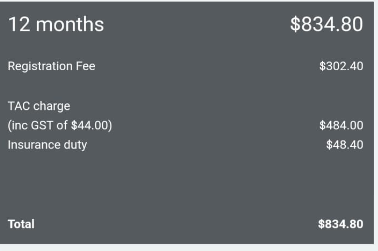 12 months $834.80
Registration Fee $302.40
TAC charge
(inc GST of $44.00) $484.00
Insurance duty $48.40
Total $834.80